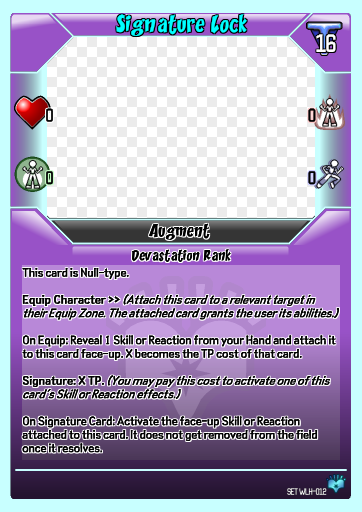 Signature Lock
16
0
0
0
0
Augment
Devastation Rank
This card is Null-type.
Equip Character >> (Attach this card to a relevant target in
their Equip Zone. The attached card grants the user its abilities.)
On Equip: Reveal 1 Skill or Reaction from your Hand and attach it
to this card face-up. X becomes the TP cost of that card.
Signature: X TP. (You may pay this cost to activate one of this
card's Skill or Reaction effects.)
On Signature Card: Activate the face-up Skill or Reaction
attached to this card. It does not get removed from the field
once it resolves.
SET WLH-012